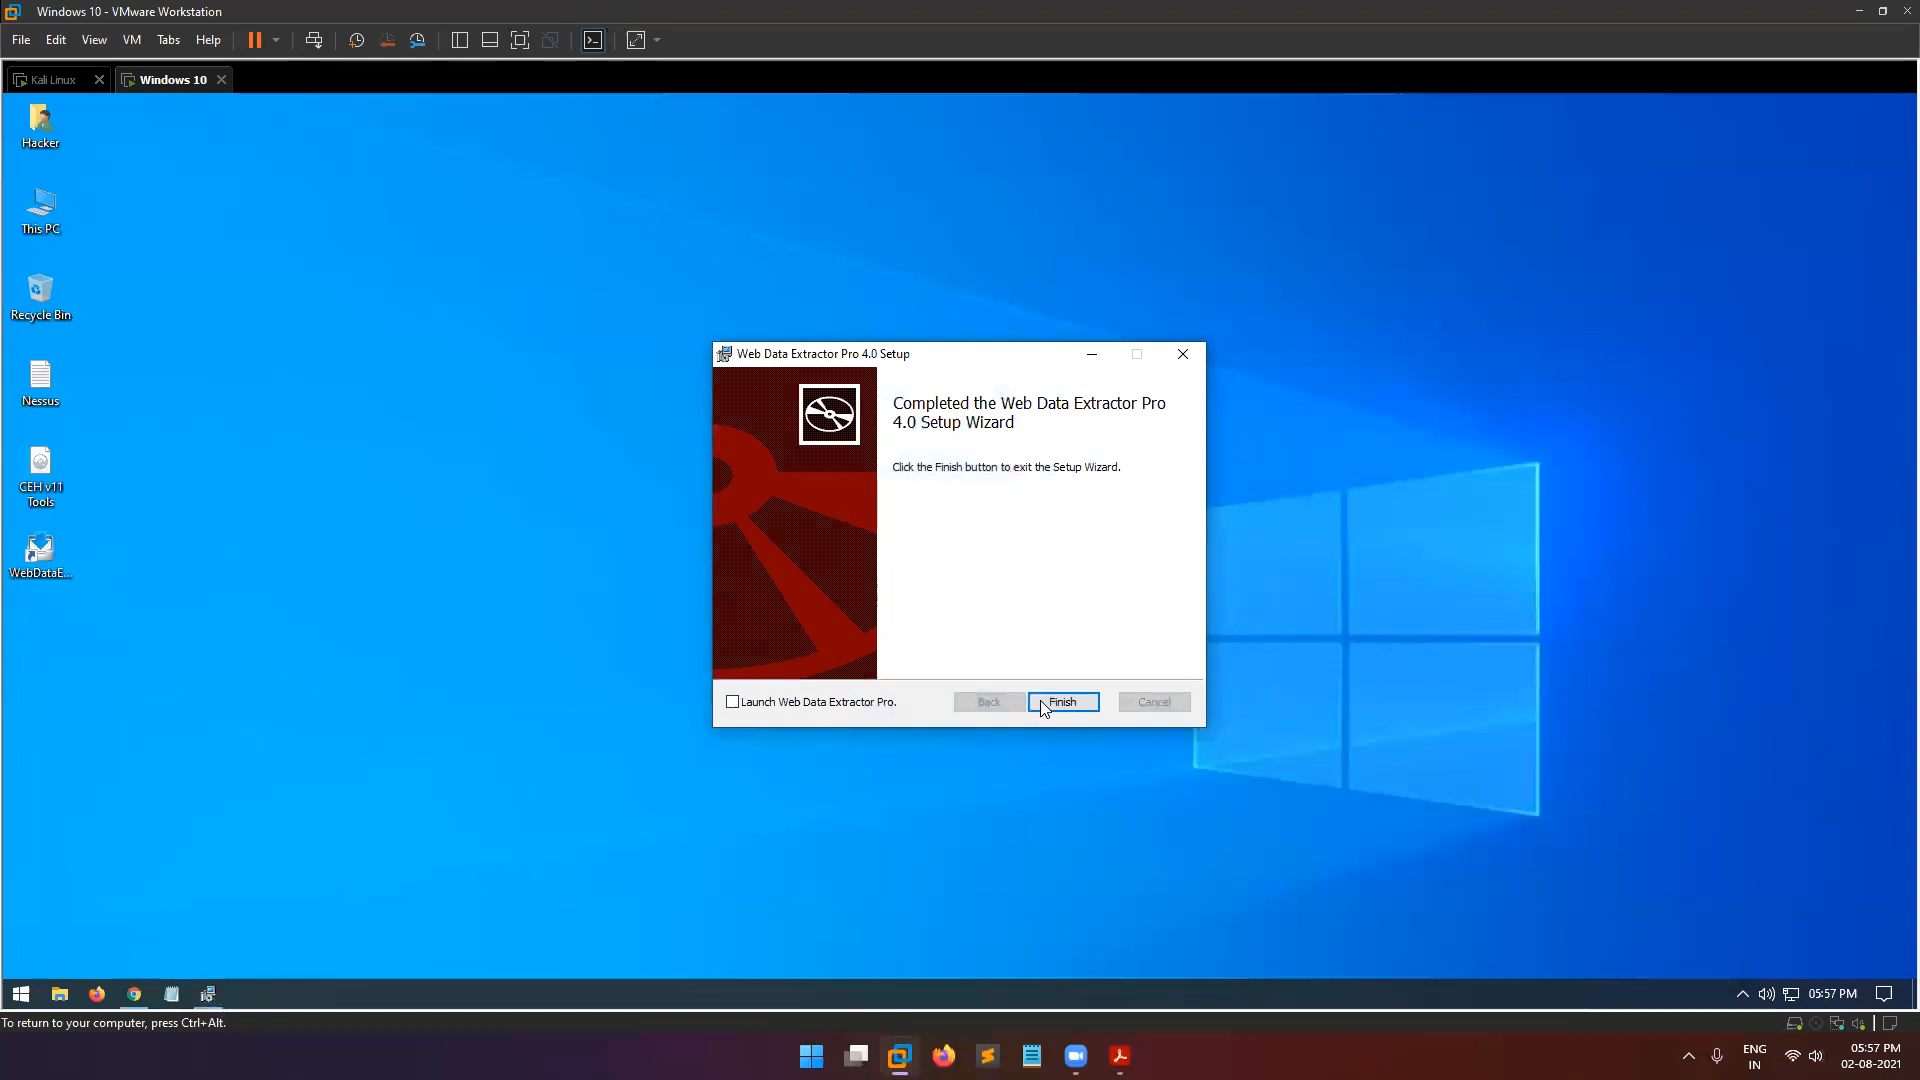 Windows 10 - VMware Workstation
File Edit View VM Tabs Help
Kali Linux
Windows 10
Hacker
This PC
Recycle Bin
Nessus
CEH v11
Tools
WebDataE...
Web Data Extractor Pro 4.0 Setup
Completed the Web Data Extractor Pro
4.0 Setup Wizard
Click the Finish button to exit the Setup Wizard.
Launch Web Data Extractor Pro.
Back
Finish
Cancel
05:57 PM
To return to your computer, press Ctrl+Alt.
ENG
IN
05:57 PM
02-08-2021